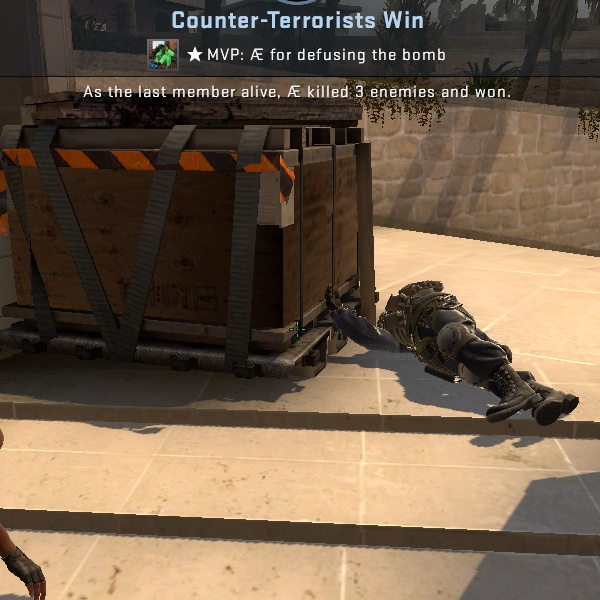 Counter-Terrorists Win
★ MVP: Æ for defusing the bomb
As the last member alive, Æ killed 3 enemies and won.